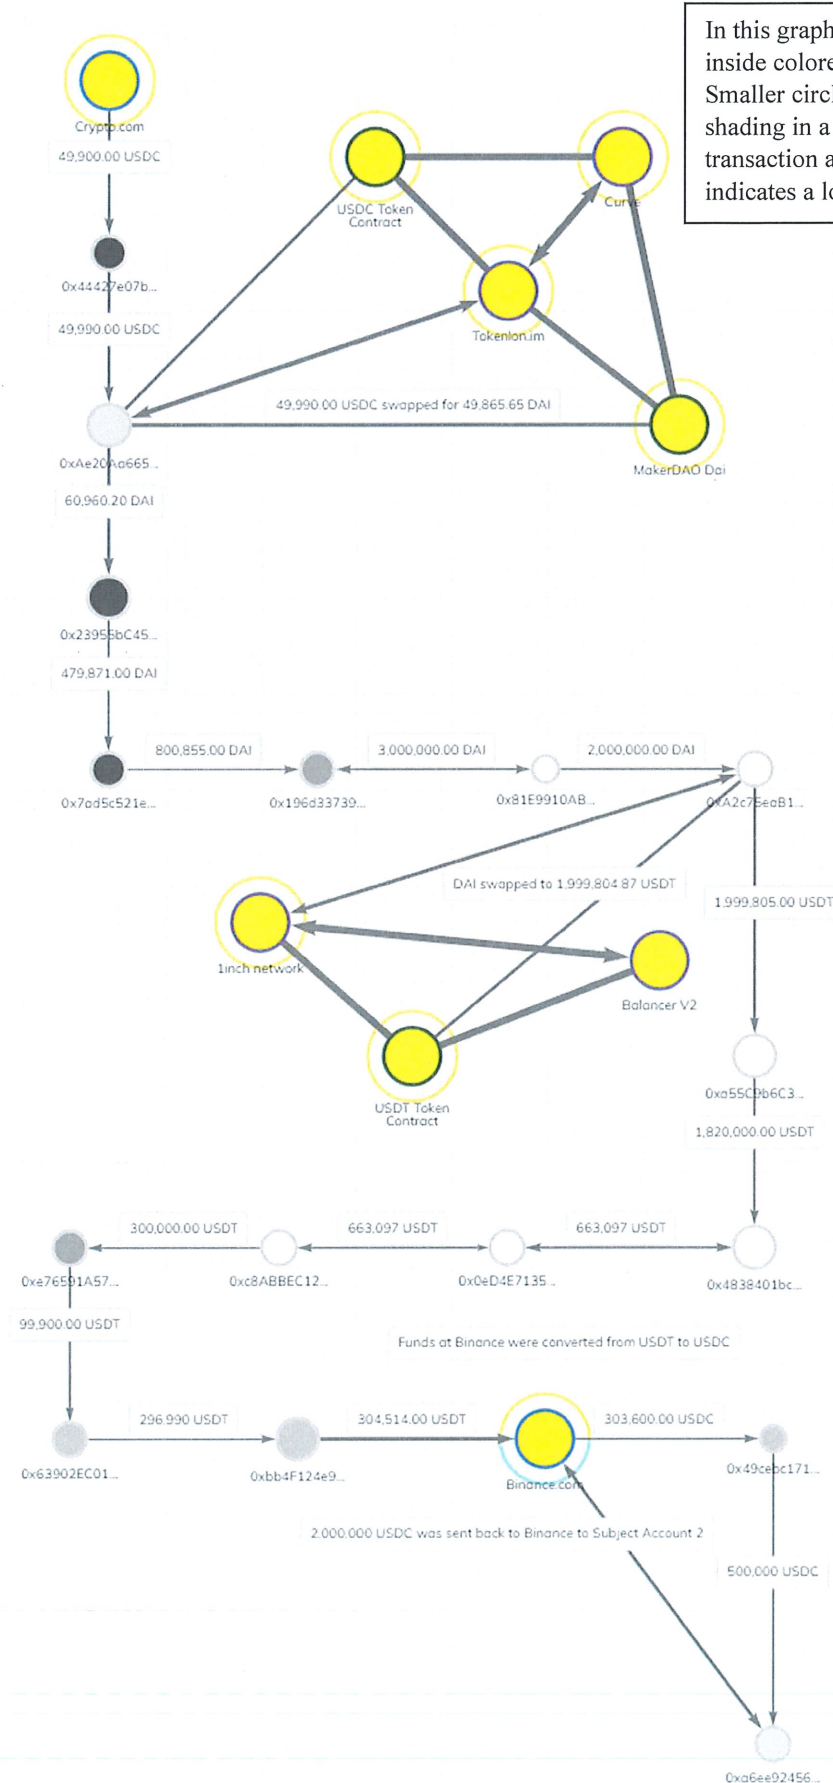 In this graph
inside colore
Smaller circl
shading in a
transaction a
indicates a lo
Crypto.com
49,900.00 USDC
0x44427e07b...
49,990.00 USDC
USDC Token
Contract
Curve
Tokenlon.im
49,990.00 USDC swapped for 49,865.65 DAI
0xAe20Aa665...
MakerDAO Dai
60,960.20 DAI
0x23955bC45...
479,871.00 DAI
800,855.00 DAI
3,000,000.00 DAI
2,000,000.00 DAI
0x7ad5c521e...
0x196d33739...
0x81E9910AB...
0xA2c75eaB1...
DAI swapped to 1,999,804.87 USDT
1,999,805.00 USDT
1inch network
Balancer V2
USDT Token
Contract
0xa55C9b6C3...
1,820,000.00 USDT
300,000.00 USDT
663,097 USDT
663,097 USDT
0xe76591A57...
0xc8ABBEC12...
0x0eD4E7135...
0x4838401bc...
99,900.00 USDT
Funds at Binance were converted from USDT to USDC
296,990 USDT
304,514.00 USDT
303,600.00 USDC
0x63902EC01...
0xbb4F124e9...
Binance.com
0x49cebc171...
2,000,000 USDC was sent back to Binance to Subject Account 2
500,000 USDC
0xa6ee92456...